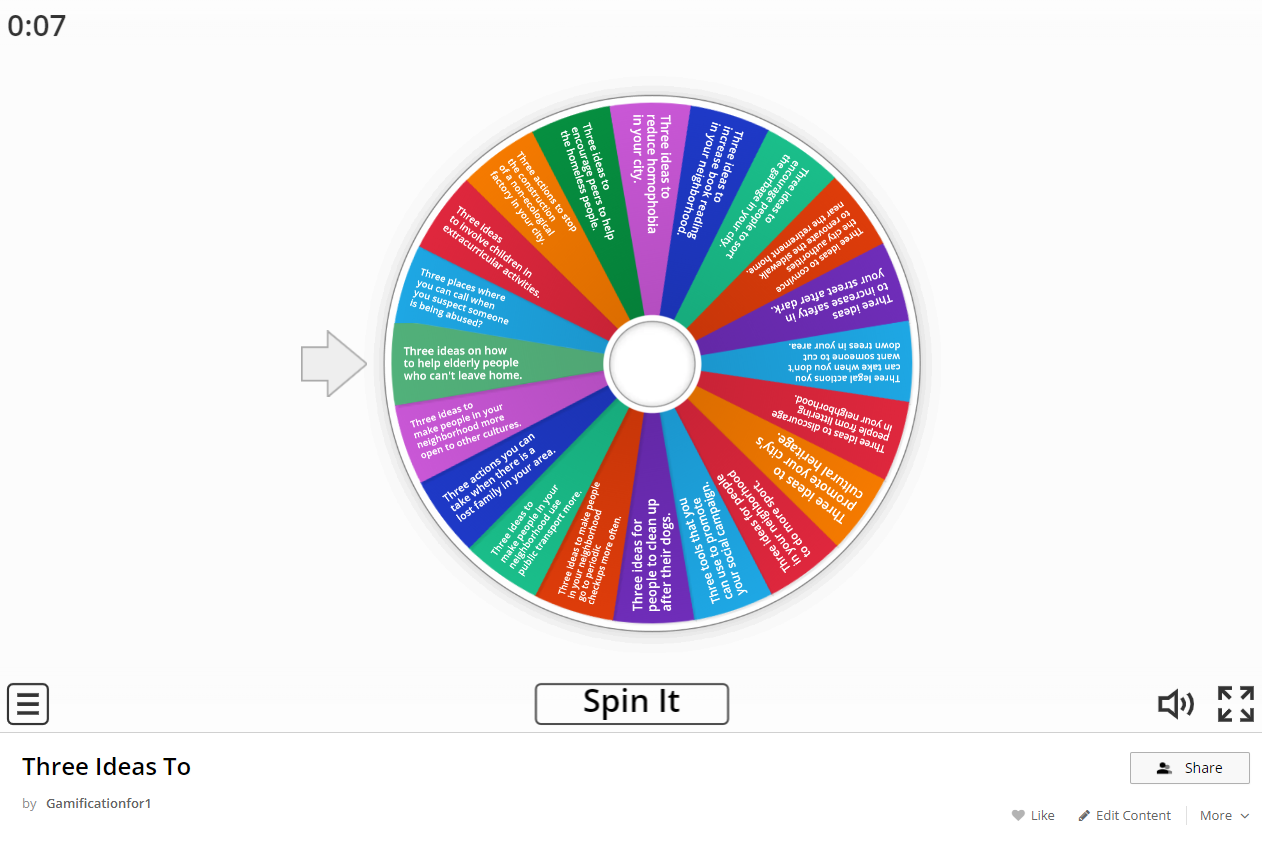 0:07
Three ideas to
reduce homophobia
in your city.
Three ideas to
increase book reading
in your neighborhood.
Three ideas to
encourage people to sort
the garbage in your city.
Three ideas to convince
the city authorities
to renovate the sidewalk
near the retirement home.
Three ideas
to increase safety in
your street after dark.
Three legal actions you
can take when you don't
want someone to cut
down trees in your area.
Three ideas to discourage
people from littering
in your neighborhood.
Three ideas to
promote your city's
cultural heritage.
Three ideas for people
in your neighborhood
to do more sport.
Three tools that you
can use to promote
your social campaign.
Three ideas for
people to clean up
after their dogs.
Three ideas to make people
in your neighborhood
go to periodic
checkups more often.
Three ideas to
make people in your
neighborhood use
public transport more.
Three actions you can
take when there is a
lost family in your area.
Three ideas to
make people in your
neighborhood more
open to other cultures.
Three ideas on how
to help elderly people
who can't leave home.
Three places where
you can call when
you suspect someone
is being abused?
Three ideas
to involve children in
extracurricular activities.
Three actions to stop
the construction
of a non-ecological
factory in your city.
Three ideas to
encourage peers to help
the homeless people.
Spin It
Three Ideas To
Share
by Gamificationfor1
Like
Edit Content
More